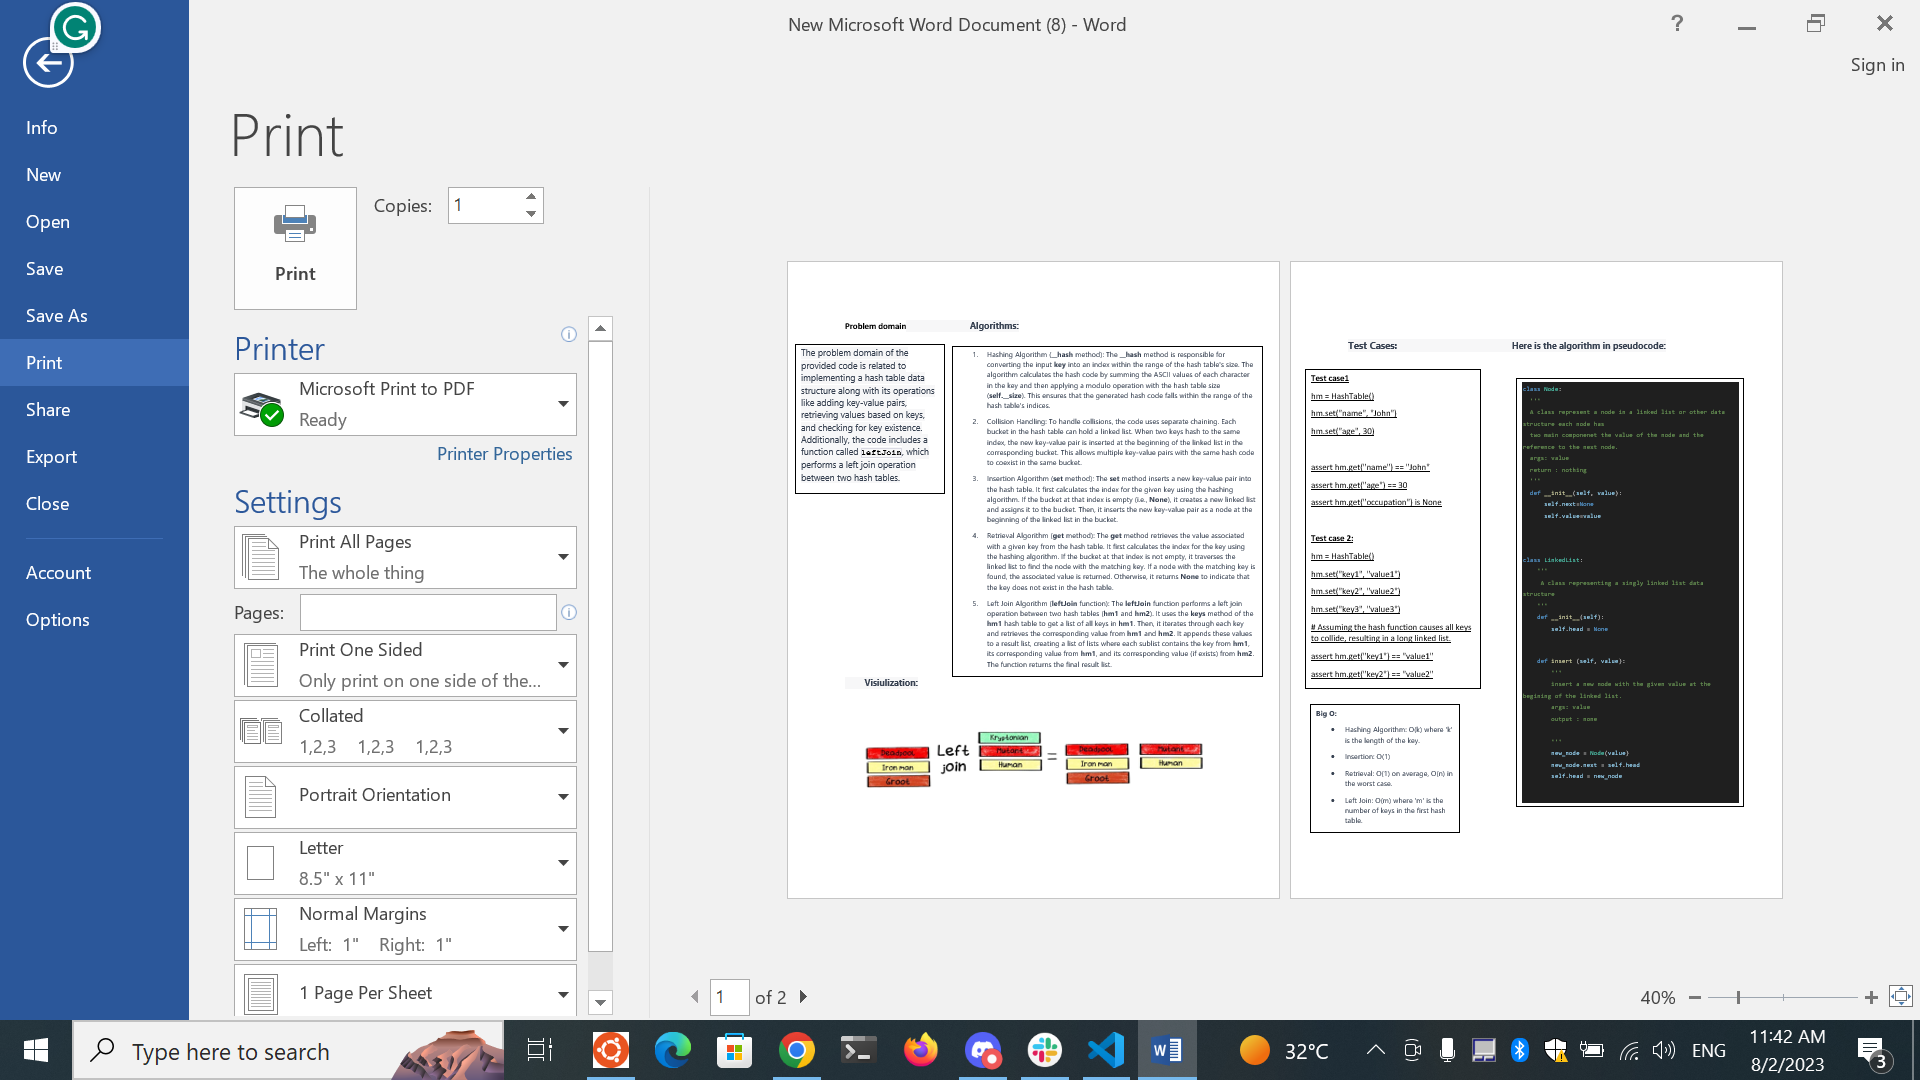 New Microsoft Word Document (8) - Word
?
Sign in
G
Info
New
Open
Save
Save As
Print
Share
Export
Close
Account
Options
Print
Print
Copies: 1
Printer
Microsoft Print to PDF
Ready
Printer Properties
Settings
Print All Pages
The whole thing
Pages:
Print One Sided
Only print on one side of the...
Collated
1,2,3 1,2,3 1,2,3
Portrait Orientation
Letter
8.5" x 11"
Normal Margins
Left: 1" Right: 1"
1 Page Per Sheet
Problem domain
The problem domain of the
provided code is related to
implementing a hash table data
structure along with its operations
like adding key-value pairs,
retrieving values based on keys,
and checking for key existence.
Additionally, the code includes a
function called leftJoin, which
performs a left join operation
between two hash tables.
Algorithms:
1. Hashing Algorithm (__hash method): The __hash method is responsible for
converting the input key into an index within the range of the hash table's size. The
algorithm calculates the hash code by summing the ASCII values of each character
in the key and then applying a modulo operation with the hash table size
(self.__size). This ensures that the generated hash code falls within the range of the
hash table's indices.
2. Collision Handling: To handle collisions, the code uses separate chaining. Each
bucket in the hash table can hold a linked list. When two keys hash to the same
index, the new key-value pair is inserted at the beginning of the linked list in the
corresponding bucket. This allows multiple key-value pairs with the same hash code
to coexist in the same bucket.
3. Insertion Algorithm (set method): The set method inserts a new key-value pair into
the hash table. It first calculates the index for the given key using the hashing
algorithm. If the bucket at that index is empty (i.e., None), it creates a new linked list
and assigns it to the bucket. Then, it inserts the new key-value pair as a node at the
beginning of the linked list in the bucket.
4. Retrieval Algorithm (get method): The get method retrieves the value associated
with a given key from the hash table. It first calculates the index for the key using
the hashing algorithm. If the bucket at that index is not empty, it traverses the
linked list to find the node with the matching key. If a node with the matching key is
found, the associated value is returned. Otherwise, it returns None to indicate that
the key does not exist in the hash table.
5. Left Join Algorithm (leftJoin function): The leftJoin function performs a left join
operation between two hash tables (hm1 and hm2). It uses the keys method of the
hm1 hash table to get a list of all keys in hm1. Then, it iterates through each key
and retrieves the corresponding value from hm1 and hm2. It appends these values
to a result list, creating a list of lists where each sublist contains the key from hm1,
its corresponding value from hm1, and its corresponding value (if exists) from hm2.
The function returns the final result list.
Visiulization:
Deadpool
Iron man
Groot
Left
join
Kryptonian
Mutant
Human
=
Deadpool
Iron man
Groot
Mutant
Human
Test Cases:
Test case1
hm = HashTable()
hm.set("name", "John")
hm.set("age", 30)
assert hm.get("name") == "John"
assert hm.get("age") == 30
assert hm.get("occupation") is None
Test case 2:
hm = HashTable()
hm.set("key1", "value1")
hm.set("key2", "value2")
hm.set("key3", "value3")
# Assuming the hash function causes all keys
to collide, resulting in a long linked list.
assert hm.get("key1") == "value1"
assert hm.get("key2") == "value2"
Big O:
• Hashing Algorithm: O(k) where 'k'
is the length of the key.
• Insertion: O(1)
• Retrieval: O(1) on average, O(n) in
the worst case.
• Left Join: O(m) where 'm' is the
number of keys in the first hash
table.
Here is the algorithm in pseudocode:
class Node:
'''
A class represent a node in a linked list or other data
structure each node has
two main componenet the value of the node and the
reference to the next node.
args: value
return : nothing
'''
def __init__(self, value):
self.next=None
self.value=value
class LinkedList:
'''
A class representing a singly linked list data
structure
'''
def __init__(self):
self.head = None
def insert (self, value):
'''
insert a new node with the given value at the
begining of the linked list.
args: value
output : none
'''
new_node = Node(value)
new_node.next = self.head
self.head = new_node
1 of 2
40%
Type here to search
32°C
ENG
11:42 AM
8/2/2023
3